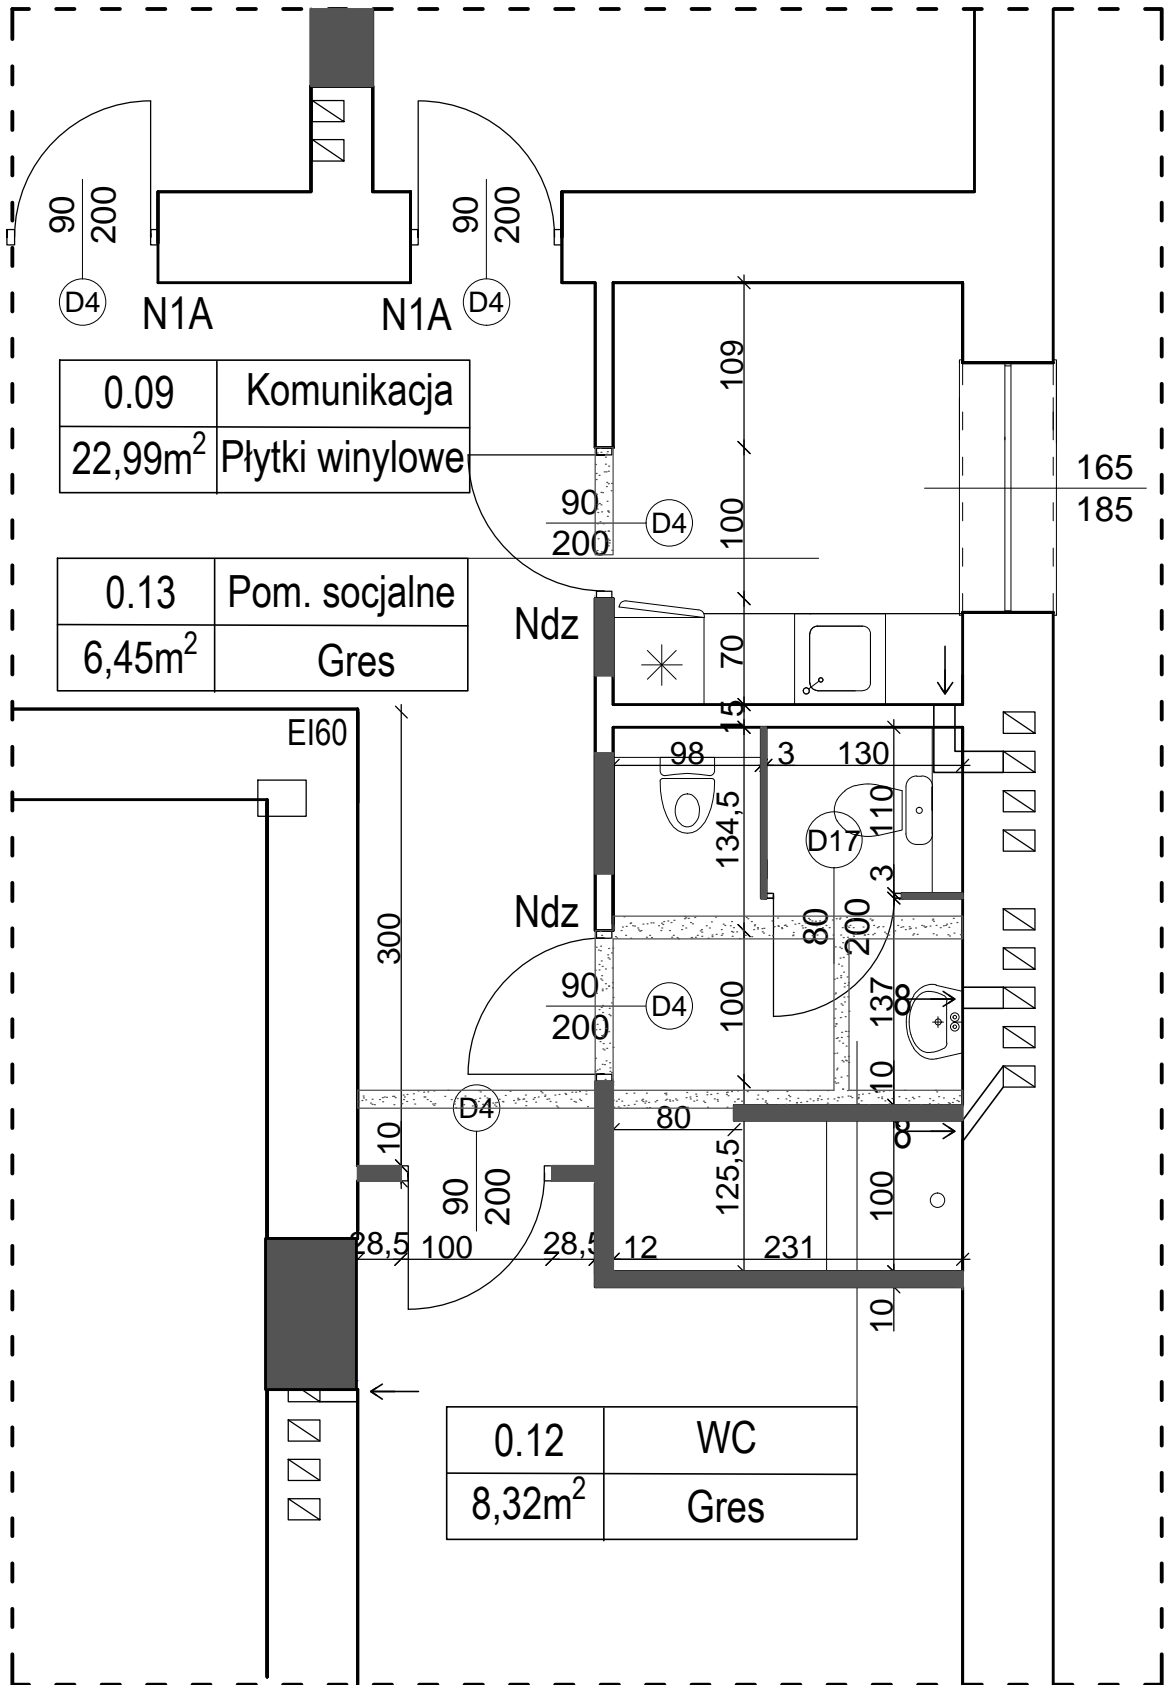 90
200
D4
N1A
90
200
D4
N1A
0.09 Komunikacja
22,99m² Płytki winylowe
109
165
185
90
200
D4
100
0.13 Pom. socjalne
6,45m² Gres
Ndz
70
15
EI60
98
3
130
134,5
110
D17
3
80
200
Ndz
300
90
200
D4
100
137
8
10
D4
80
8
10
90
200
125,5
100
28,5
100
28,5
12
231
10
0.12 WC
8,32m² Gres